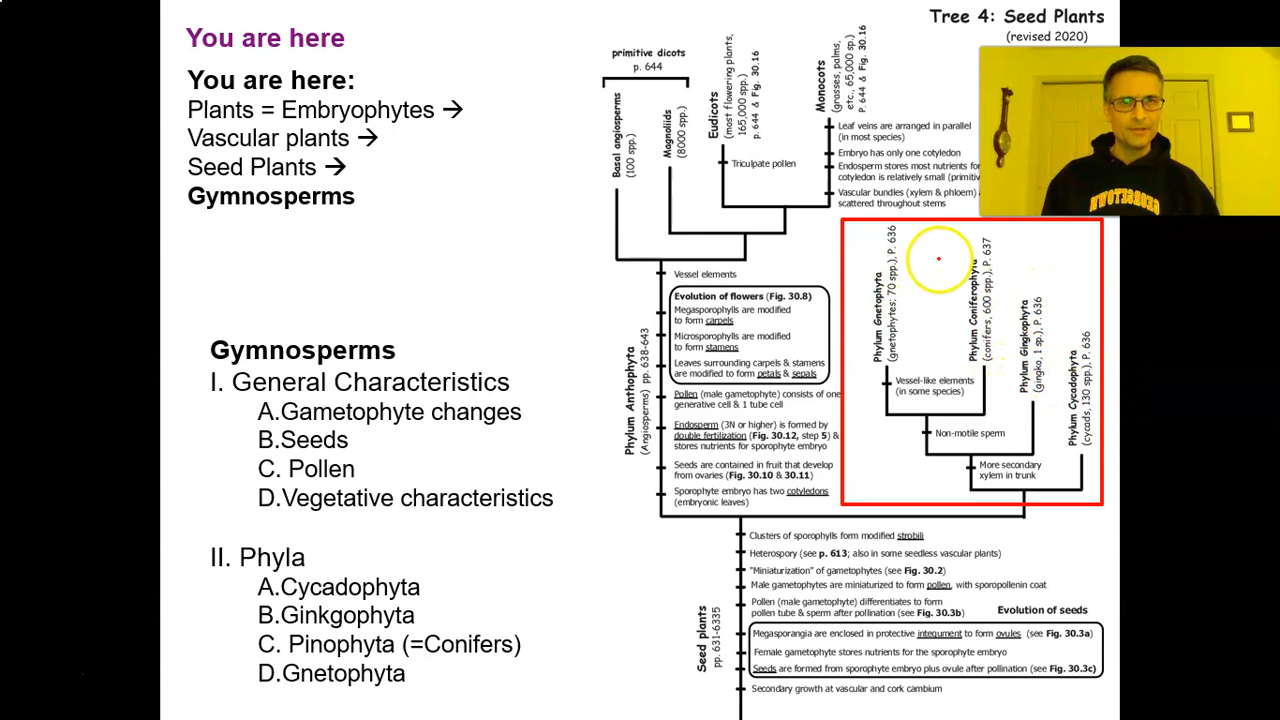 You are here
You are here:
Plants = Embryophytes →
Vascular plants →
Seed Plants →
Gymnosperms
Gymnosperms
I. General Characteristics
A.Gametophyte changes
B.Seeds
C. Pollen
D.Vegetative characteristics
II. Phyla
A.Cycadophyta
B.Ginkgophyta
C. Pinophyta (=Conifers)
D.Gnetophyta
Tree 4: Seed Plants
(revised 2020)
primitive dicots
p. 644
Basal angiosperms
(100 spp.)
Magnoliids
(8000 spp.)
Eudicots
(most flowering plants,
165,000 spp.)
p. 644 & Fig. 30.16
Monocots
(grasses, palms,
etc., 65,000 sp.)
P. 644 & Fig. 30.16
Triculpate pollen
Leaf veins are arranged in parallel
(in most species)
Embryo has only one cotyledon
Endosperm stores most nutrients for
cotyledon is relatively small (primitiv
Vascular bundles (xylem & phloem)
scattered throughout stems
GEORGETOWN
Phylum Gnetophyta
(gnetophytes; 70 spp.), P. 636
Phylum Coniferophyta
(conifers, 600 spp.), P. 637
Phylum Gingkophyta
(gingko, 1 sp.), P. 636
Phylum Cycadophyta
(cycads, 130 spp.), P. 636
Vessel-like elements
(in some species)
Non-motile sperm
More secondary
xylem in trunk
Phylum Anthophyta
(Angiosperms) pp. 638-643
Vessel elements
Evolution of flowers (Fig. 30.8)
Megasporophylls are modified
to form carpels
Microsporophylls are modified
to form stamens
Leaves surrounding carpels & stamens
are modified to form petals & sepals
Pollen (male gametophyte) consists of one
generative cell & 1 tube cell
Endosperm (3N or higher) is formed by
double fertilization (Fig. 30.12, step 5) &
stores nutrients for sporophyte embryo
Seeds are contained in fruit that develop
from ovaries (Fig. 30.10 & 30.11)
Sporophyte embryo has two cotyledons
(embryonic leaves)
Seed plants
pp. 631-6335
Clusters of sporophylls form modified strobili
Heterospory (see p. 613; also in some seedless vascular plants)
"Miniaturization" of gametophytes (see Fig. 30.2)
Male gametophytes are miniaturized to form pollen, with sporopollenin coat
Pollen (male gametophyte) differentiates to form
pollen tube & sperm after pollination (see Fig. 30.3b)
Evolution of seeds
Megasporangia are enclosed in protective integument to form ovules (see Fig. 30.3a)
Female gametophyte stores nutrients for the sporophyte embryo
Seeds are formed from sporophyte embryo plus ovule after pollination (see Fig. 30.3c)
Secondary growth at vascular and cork cambium